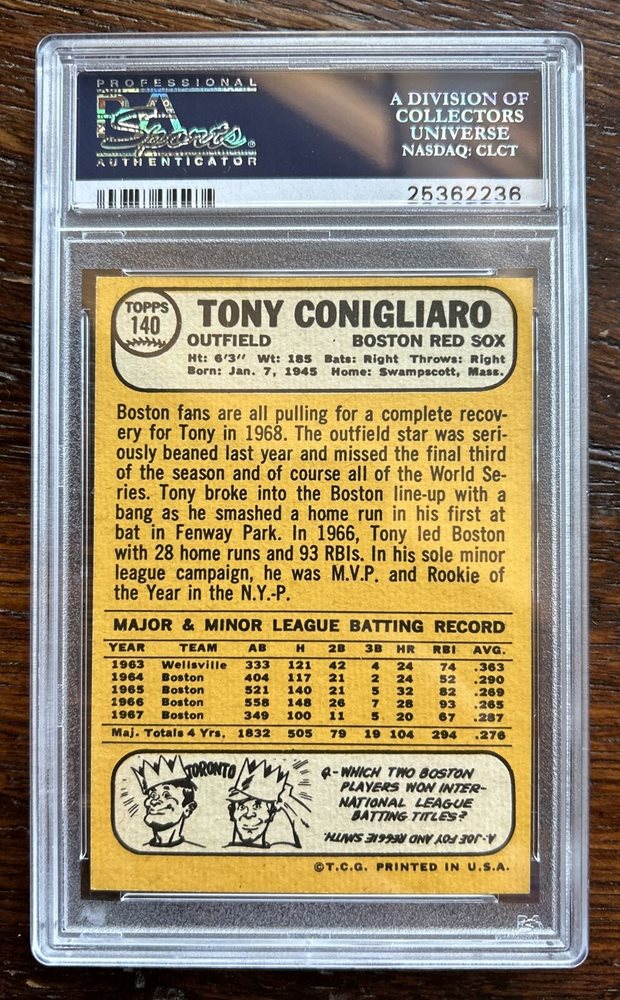 PROFESSIONAL
PSA
Sports®
AUTHENTICATOR
A DIVISION OF
COLLECTORS
UNIVERSE
NASDAQ: CLCT
25362236
TOPPS
140
TONY CONIGLIARO
OUTFIELD BOSTON RED SOX
Ht: 6'3" Wt: 185 Bats: Right Throws: Right
Born: Jan. 7, 1945 Home: Swampscott, Mass.
Boston fans are all pulling for a complete recov-
ery for Tony in 1968. The outfield star was seri-
ously beaned last year and missed the final third
of the season and of course all of the World Se-
ries. Tony broke into the Boston line-up with a
bang as he smashed a home run in his first at
bat in Fenway Park. In 1966, Tony led Boston
with 28 home runs and 93 RBIs. In his sole minor
league campaign, he was M.V.P. and Rookie of
the Year in the N.Y.-P.
MAJOR & MINOR LEAGUE BATTING RECORD
YEAR TEAM AB H 2B 3B HR RBI AVG.
1963 Wellsville 333 121 42 4 24 74 .363
1964 Boston 404 117 21 2 24 52 .290
1965 Boston 521 140 21 5 32 82 .269
1966 Boston 558 148 26 7 28 93 .265
1967 Boston 349 100 11 5 20 67 .287
Maj. Totals 4 Yrs. 1832 505 79 19 104 294 .276
TORONTO
Q-WHICH TWO BOSTON
PLAYERS WON INTER-
NATIONAL LEAGUE
BATTING TITLES?
A-JOE FOY AND REGGIE SMITH.
©T.C.G. PRINTED IN U.S.A.
PSA